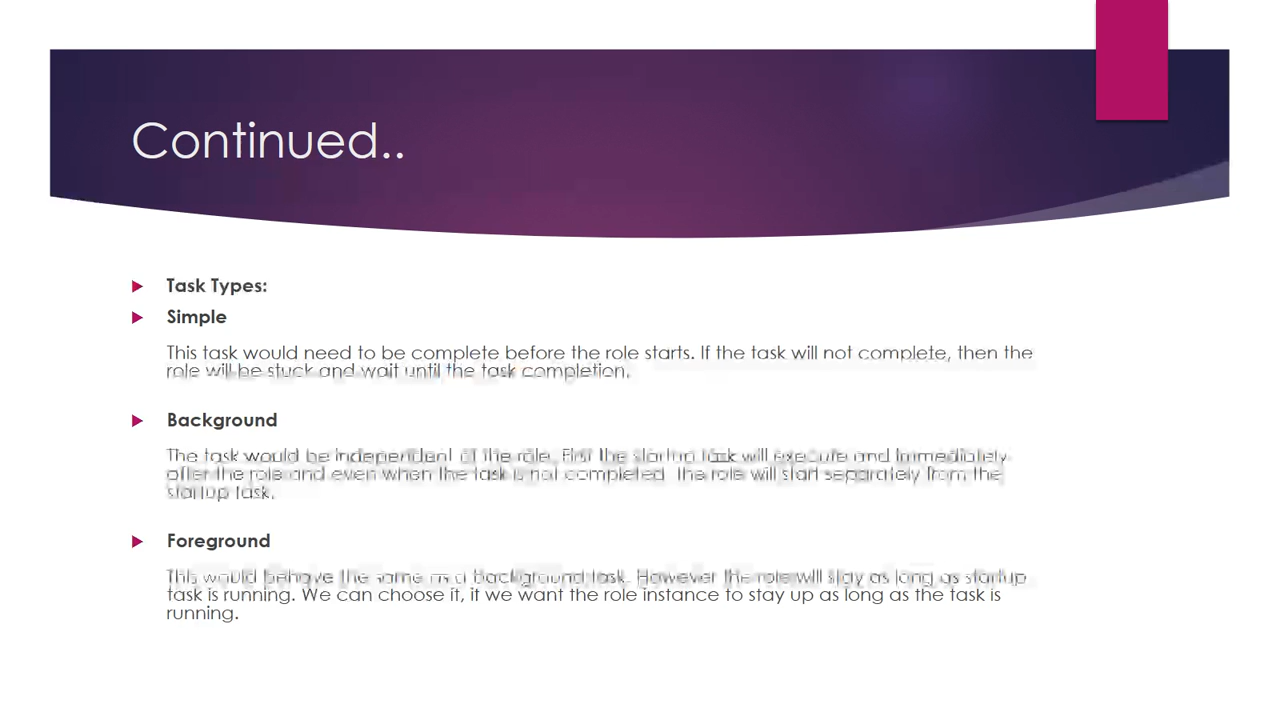 Continued..
Task Types:
Simple
This task would need to be complete before the role starts. If the task will not complete, then the
role will be stuck and wait until the task completion.
Background
The task would be independent of the role. First the startup task will execute and immediately
after the role and even when the task is not completed the role will start separately from the
startup task.
Foreground
This would behave the same as a background task. However the role will stay as long as startup
task is running. We can choose it, if we want the role instance to stay up as long as the task is
running.